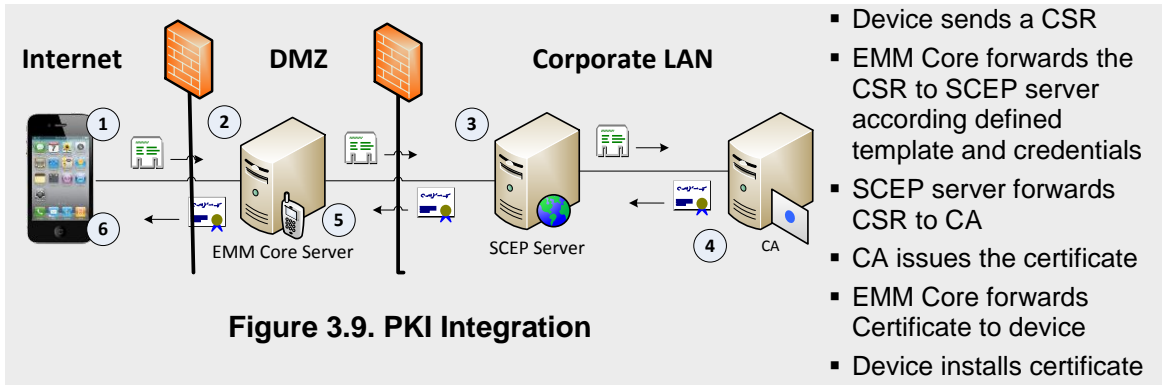 Internet
DMZ
Corporate LAN
1
2
3
4
5
6
EMM Core Server
SCEP Server
CA
Figure 3.9. PKI Integration
▪ Device sends a CSR
▪ EMM Core forwards the
CSR to SCEP server
according defined
template and credentials
▪ SCEP server forwards
CSR to CA
▪ CA issues the certificate
▪ EMM Core forwards
Certificate to device
▪ Device installs certificate